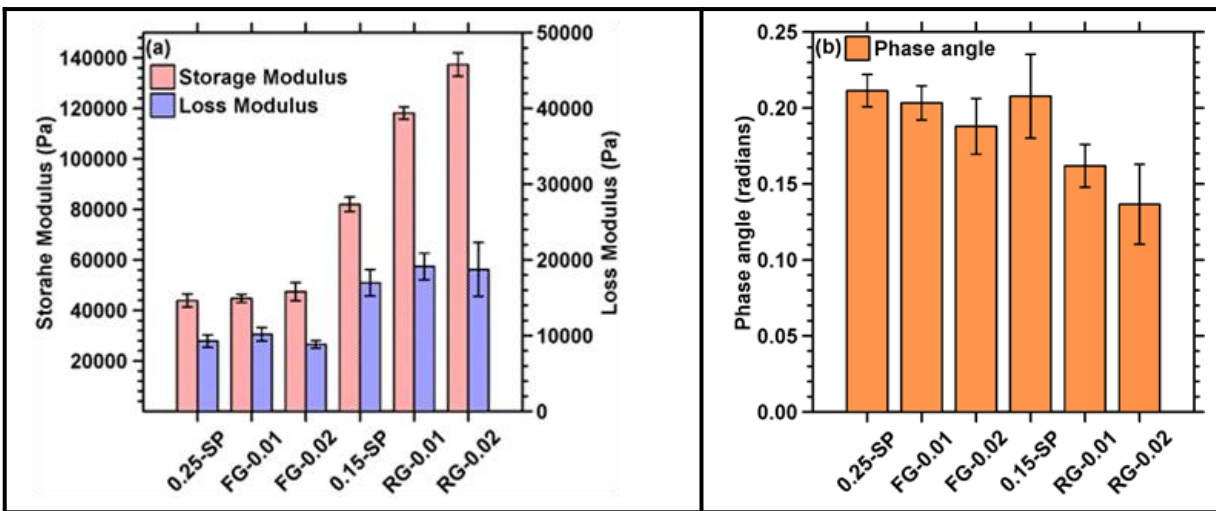 (a)
Storage Modulus
Loss Modulus
Storahe Modulus (Pa)
140000
120000
100000
80000
60000
40000
20000
50000
40000
30000
20000
10000
0
Loss Modulus (Pa)
0.25-SP
FG-0.01
FG-0.02
0.15-SP
RG-0.01
RG-0.02
(b)
Phase angle
Phase angle (radians)
0.25
0.20
0.15
0.10
0.05
0.00
0.25-SP
FG-0.01
FG-0.02
0.15-SP
RG-0.01
RG-0.02